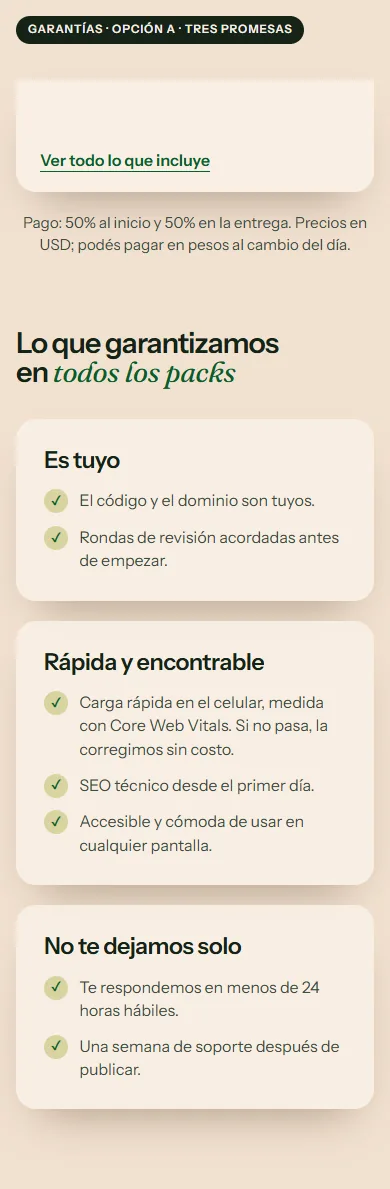 GARANTÍAS · OPCIÓN A · TRES PROMESAS
Ver todo lo que incluye
Pago: 50% al inicio y 50% en la entrega. Precios en
USD; podés pagar en pesos al cambio del día.
Lo que garantizamos
en todos los packs
Es tuyo
El código y el dominio son tuyos.
Rondas de revisión acordadas antes
de empezar.
Rápida y encontrable
Carga rápida en el celular, medida
con Core Web Vitals. Si no pasa, la
corregimos sin costo.
SEO técnico desde el primer día.
Accesible y cómoda de usar en
cualquier pantalla.
No te dejamos solo
Te respondemos en menos de 24
horas hábiles.
Una semana de soporte después de
publicar.